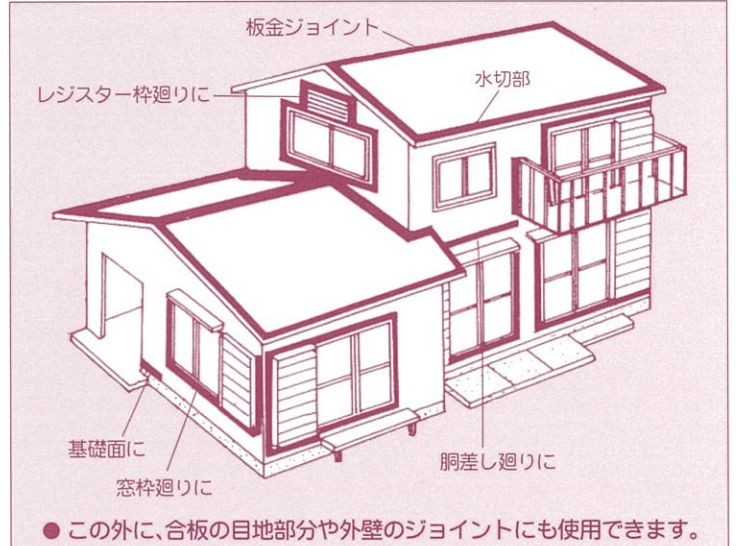 板金ジョイント
レジスター枠廻りに
水切部
基礎面に
窓枠廻りに
胴差し廻りに
● この外に、合板の目地部分や外壁のジョイントにも使用できます。